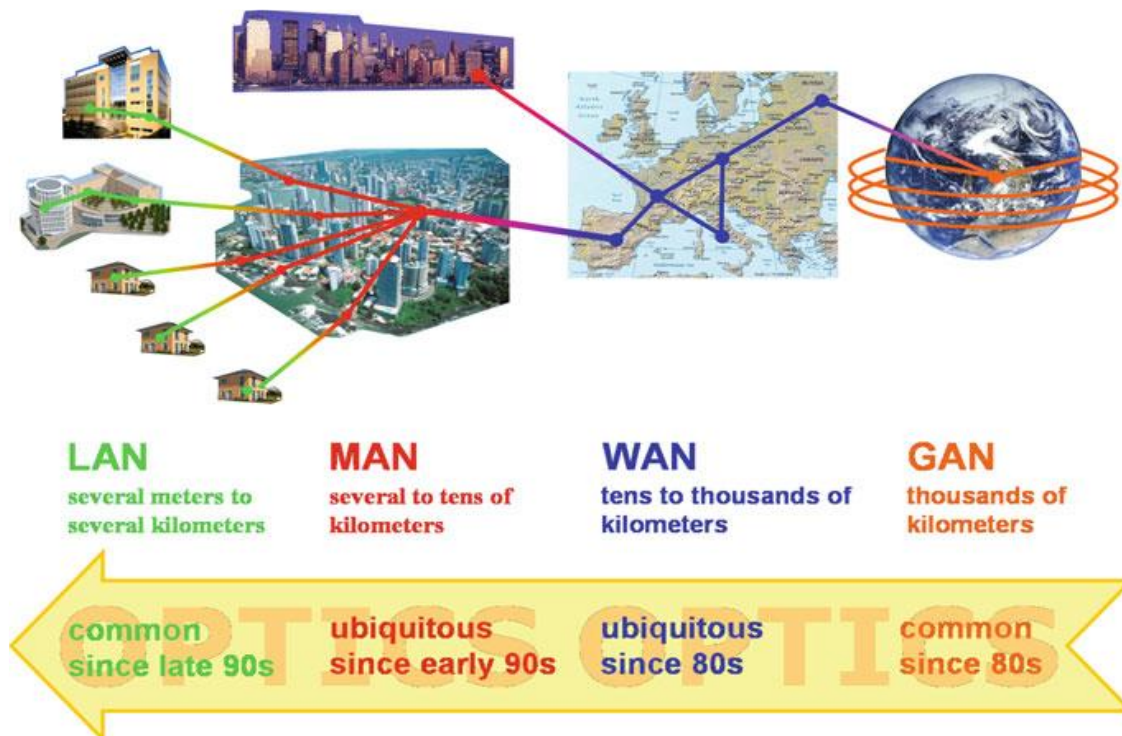 LAN
several meters to
several kilometers
MAN
several to tens of
kilometers
WAN
tens to thousands of
kilometers
GAN
thousands of
kilometers
OPTICS OPTICS
common
since late 90s
ubiquitous
since early 90s
ubiquitous
since 80s
common
since 80s